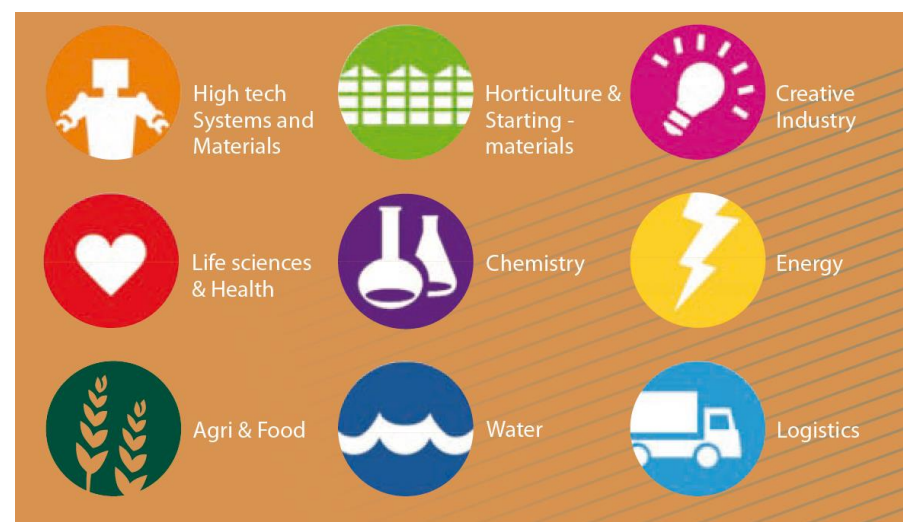 High tech
Systems and
Materials
Horticulture &
Starting -
materials
Creative
Industry
Life sciences
& Health
Chemistry
Energy
Agri & Food
Water
Logistics